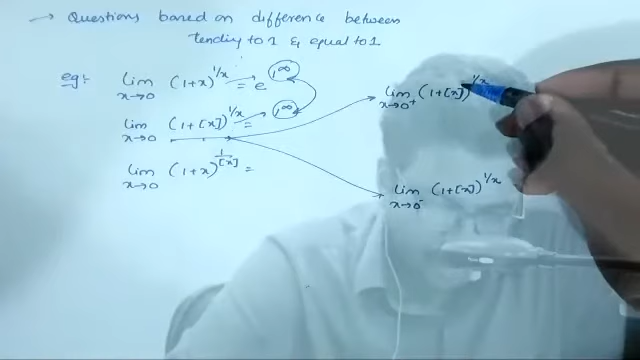 → Questions based on difference between
tending to 1 & equal to 1
eg:- lim x→0 (1+x)^1/x = e 1^∞
lim x→0 (1+[x])^1/x = 1^∞
lim x→0 (1+x)^1/[x] =
lim x→0+ (1+[x])^1/x
lim x→0- (1+[x])^1/x